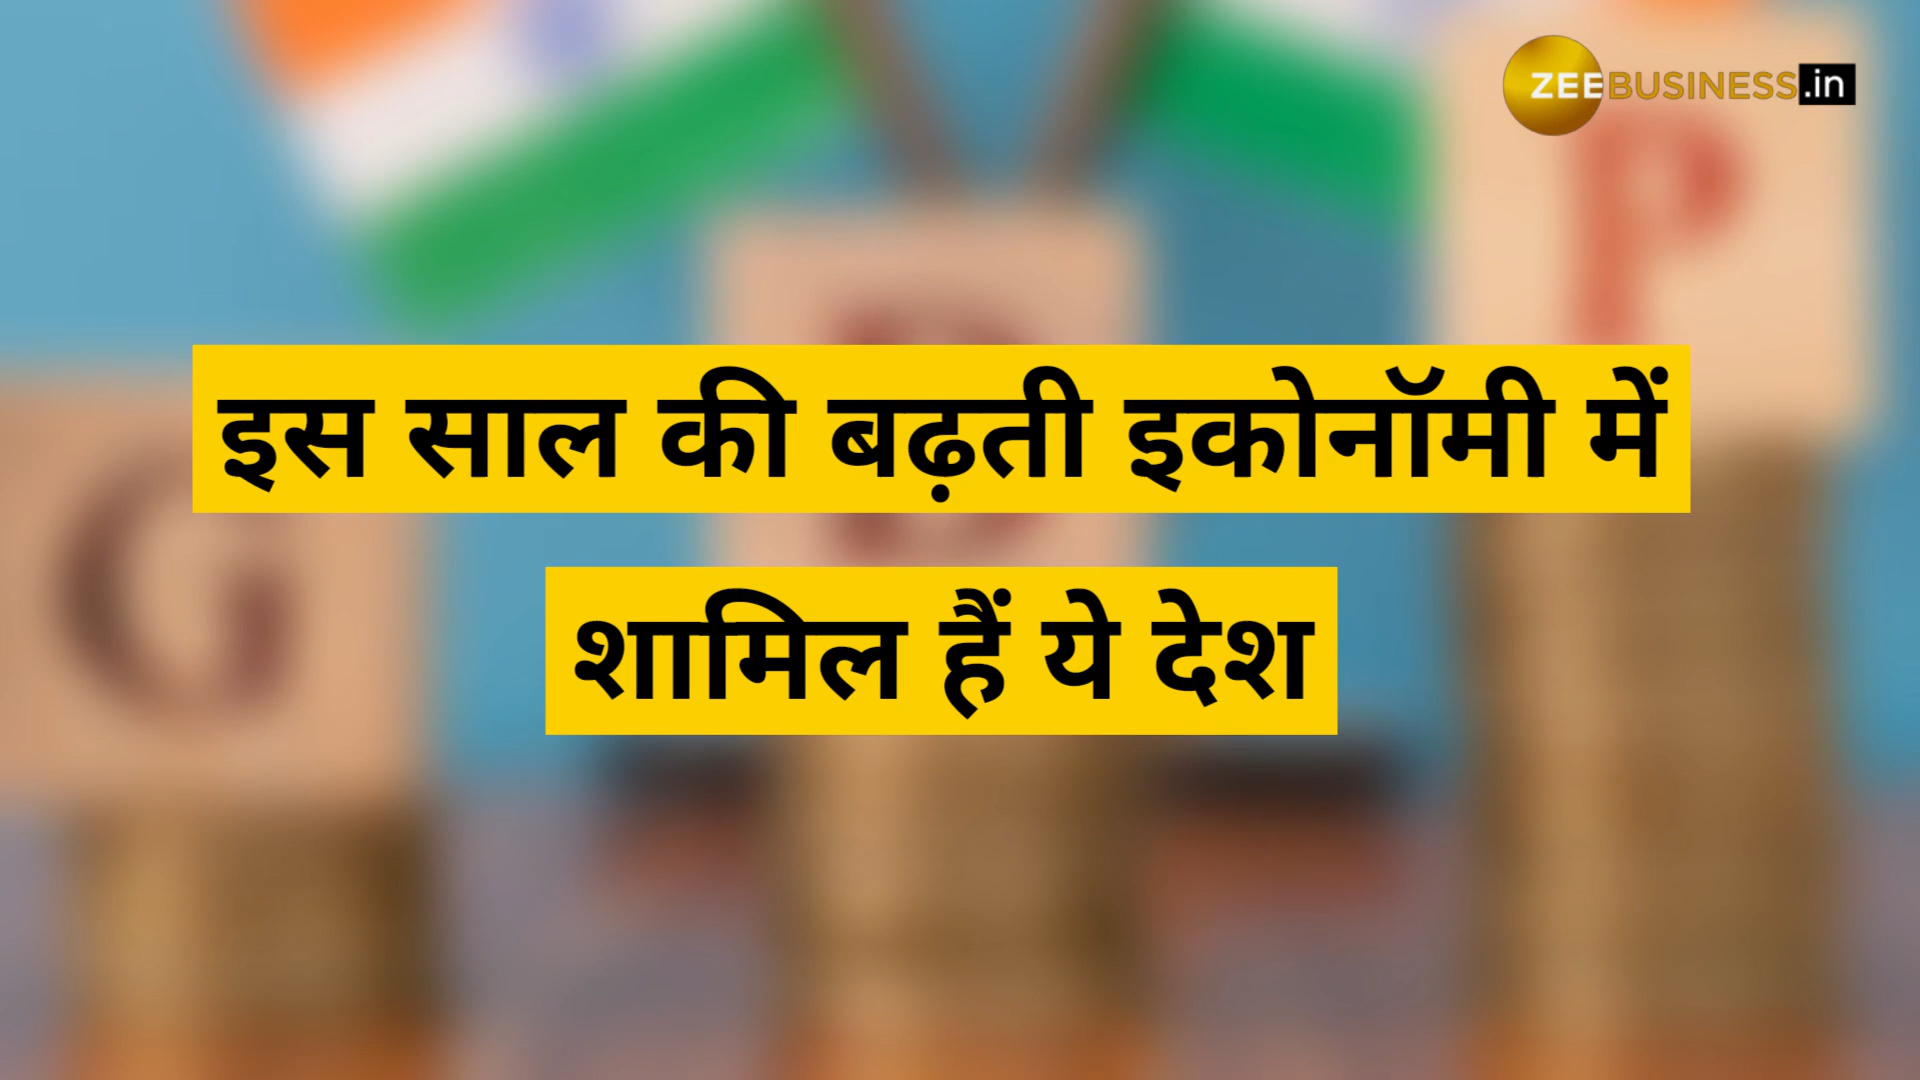 ZEEBUSINESS.in
इस साल की बढ़ती इकोनॉमी में
शामिल हैं ये देश
G
D
P